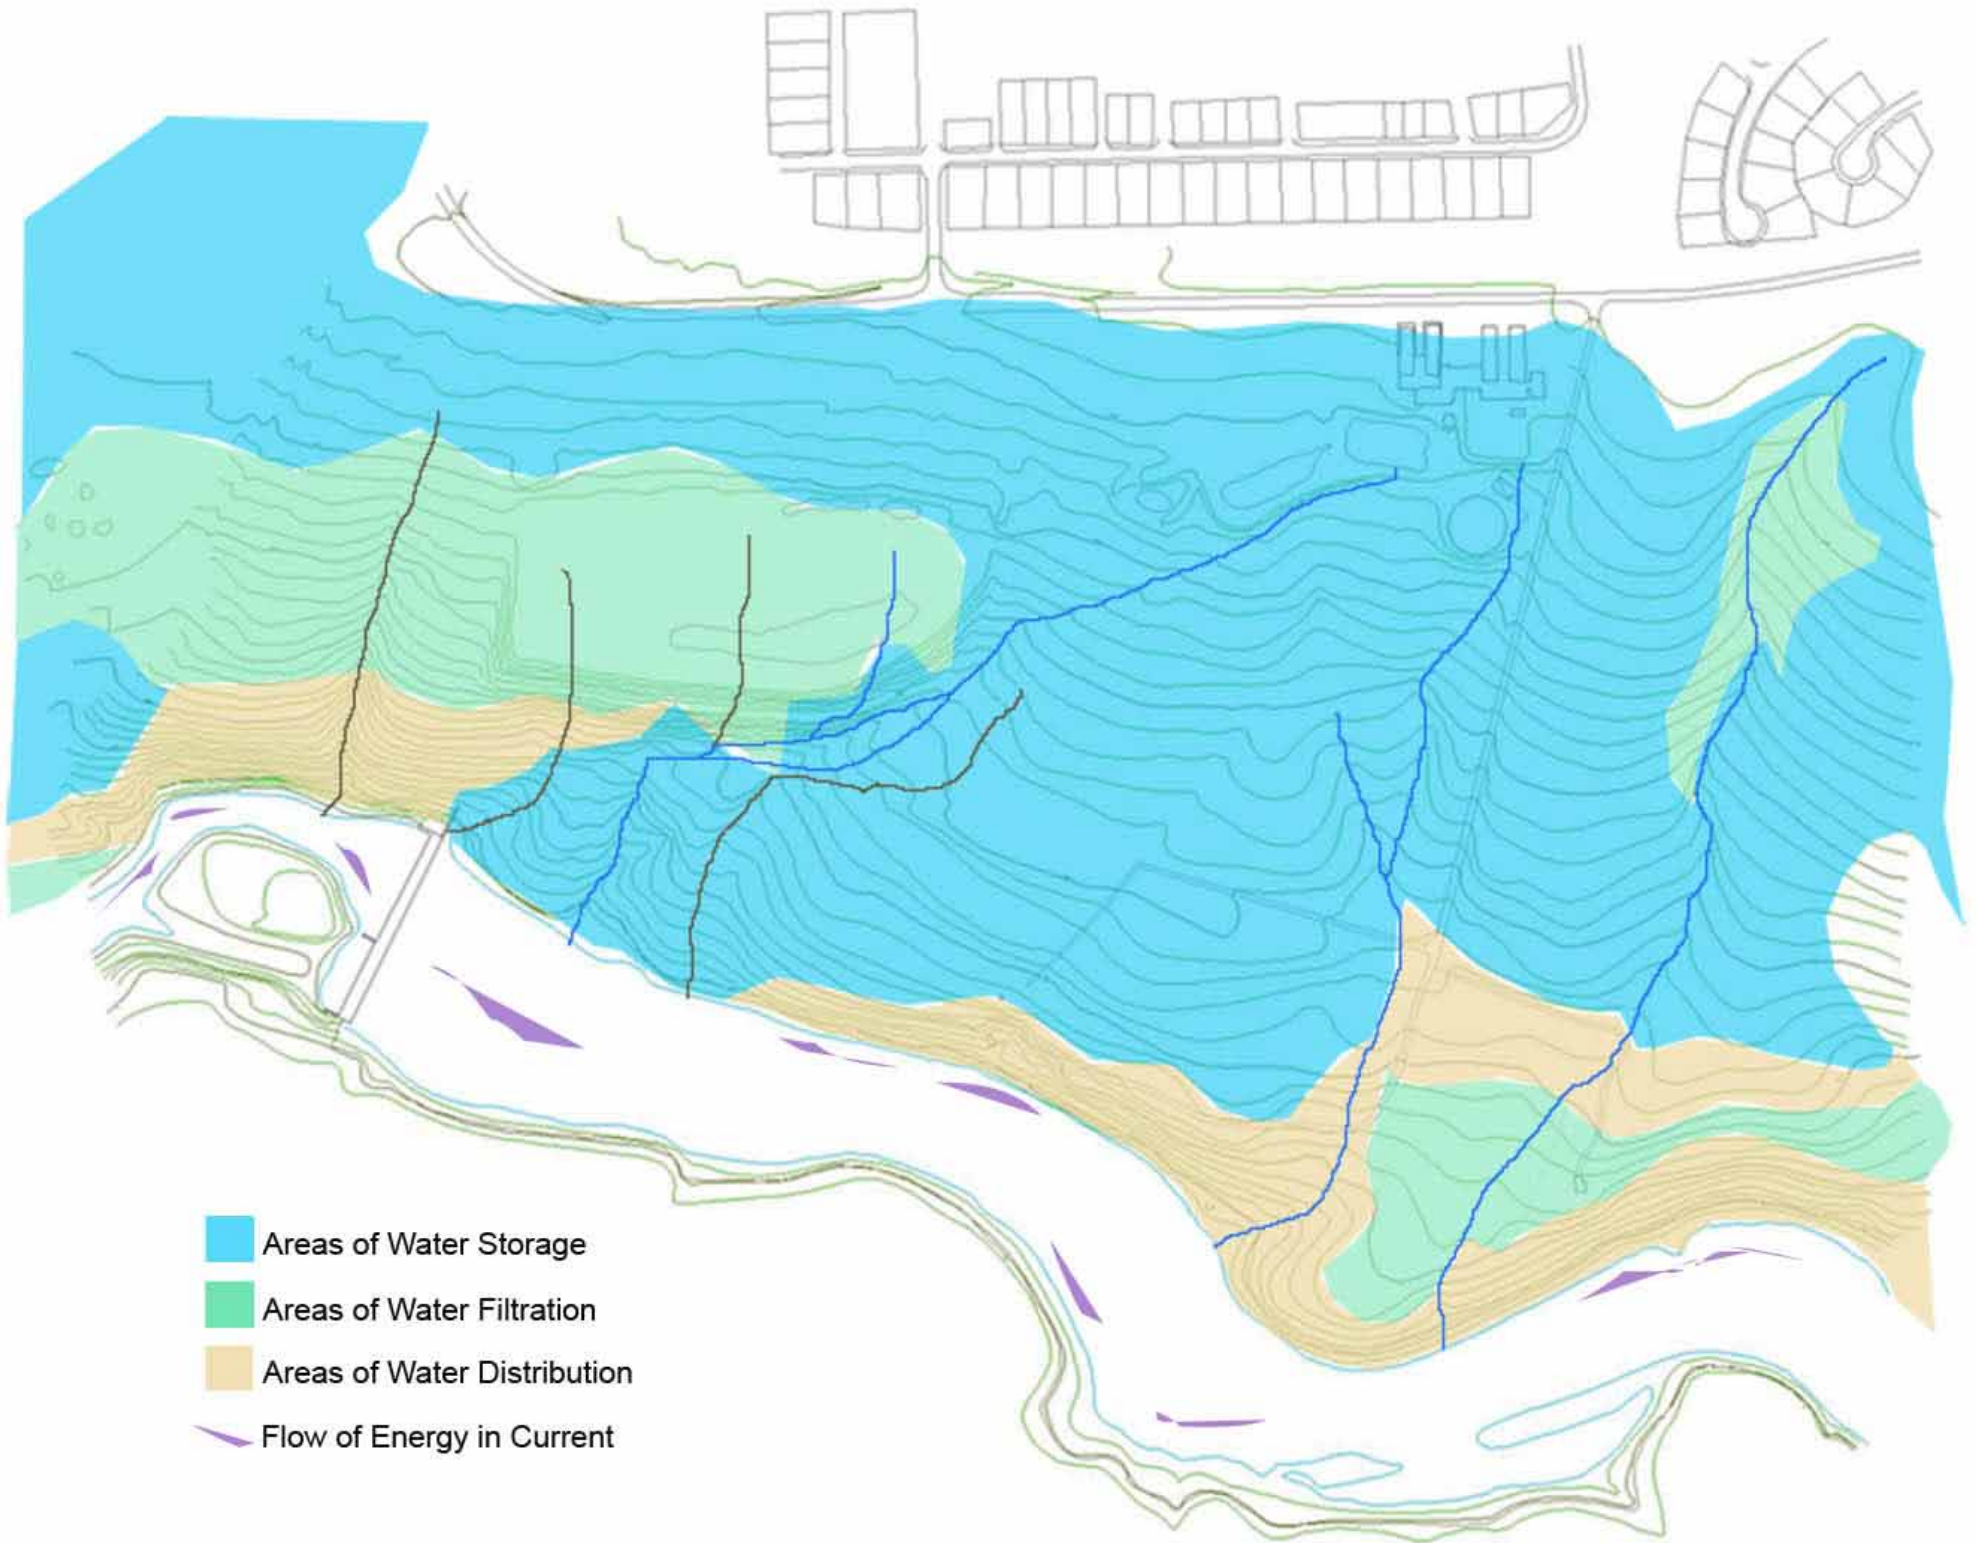 Areas of Water Storage
Areas of Water Filtration
Areas of Water Distribution
Flow of Energy in Current